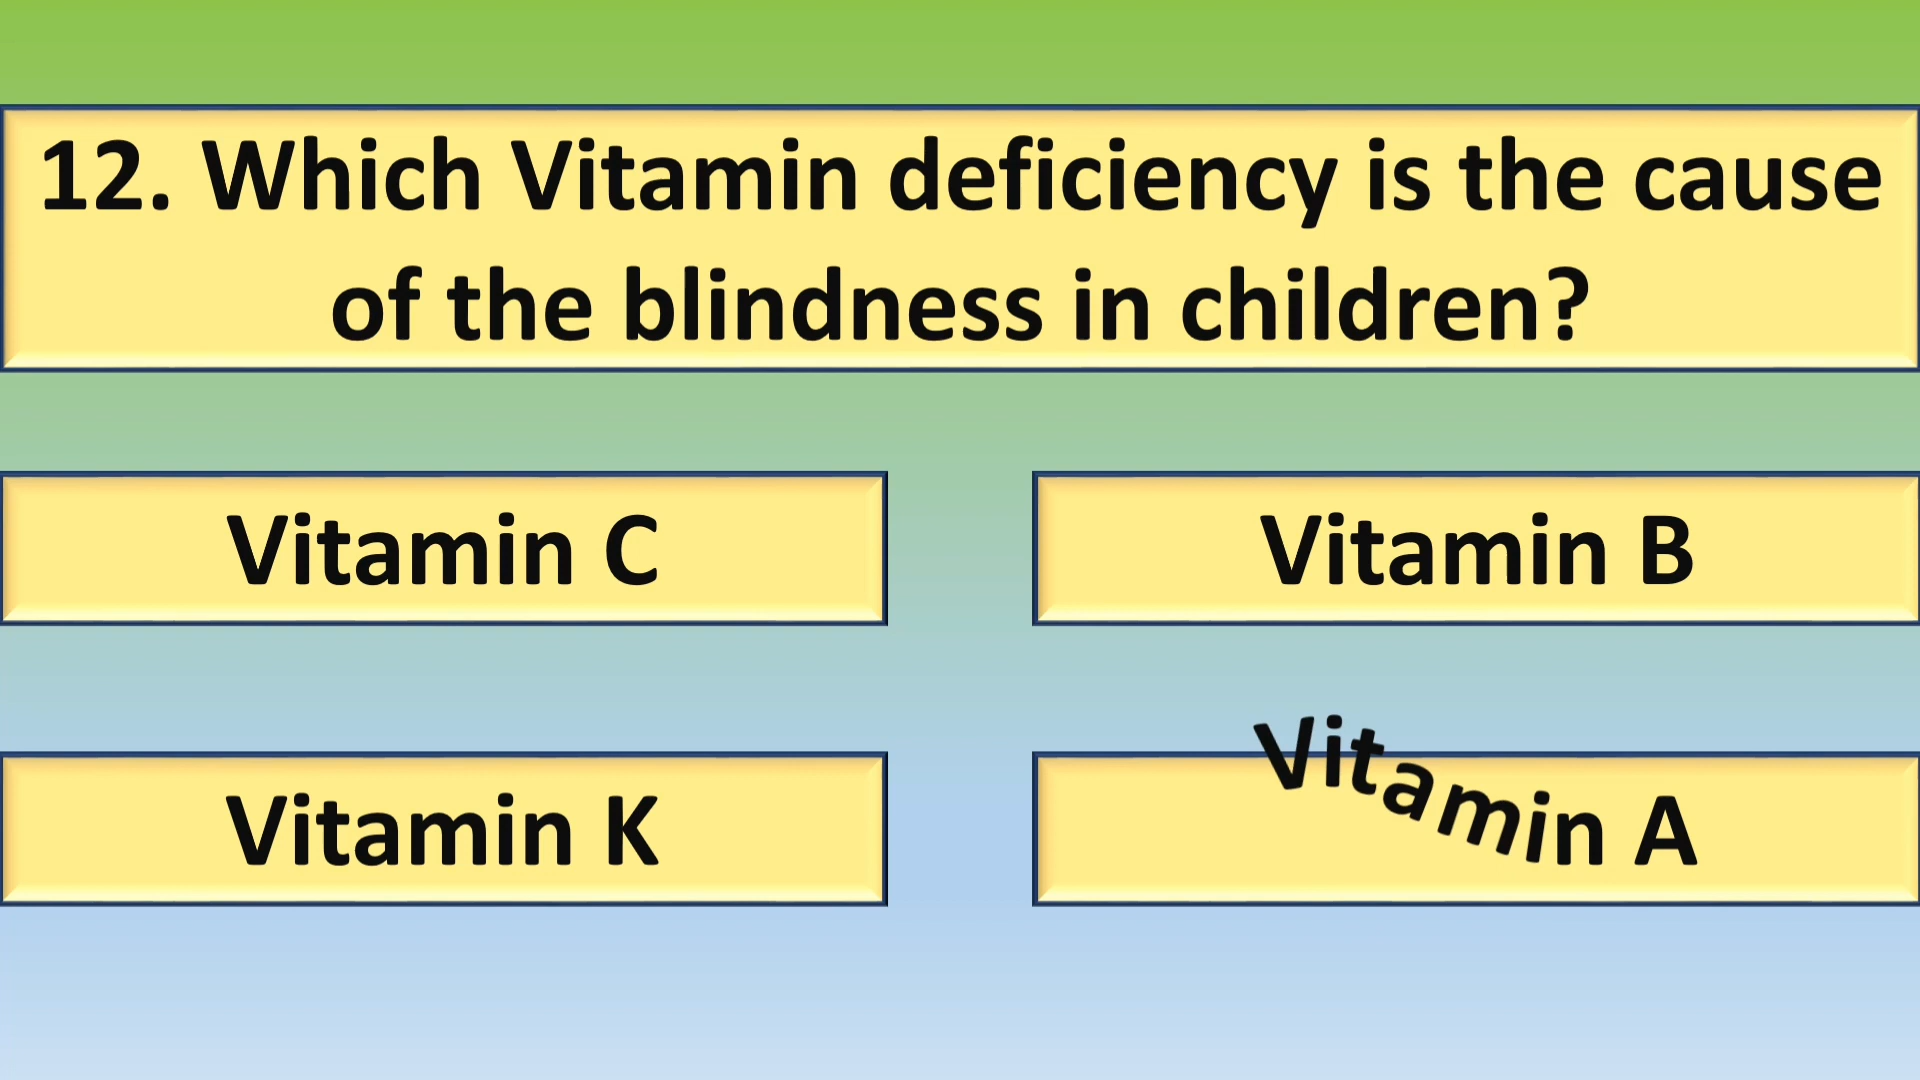 12. Which Vitamin deficiency is the cause
of the blindness in children?
Vitamin C
Vitamin B
Vitamin K
Vitamin A